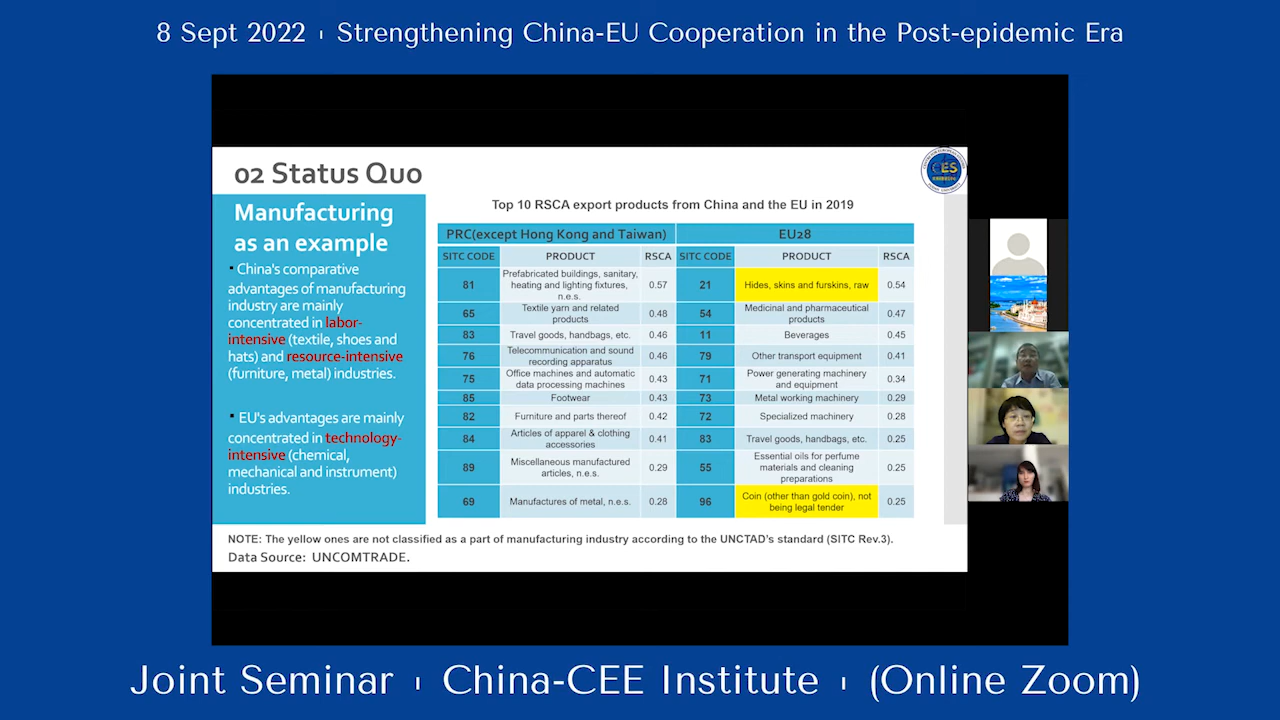 8 Sept 2022 ı Strengthening China-EU Cooperation in the Post-epidemic Era
02 Status Quo
CES
Manufacturing
as an example
▪ China's comparative
advantages of manufacturing
industry are mainly
concentrated in labor-
intensive (textile, shoes and
hats) and resource-intensive
(furniture, metal) industries.
▪ EU's advantages are mainly
concentrated in technology-
intensive (chemical,
mechanical and instrument)
industries.
Top 10 RSCA export products from China and the EU in 2019
PRC(except Hong Kong and Taiwan) EU28
SITC CODE PRODUCT RSCA SITC CODE PRODUCT RSCA
81 Prefabricated buildings, sanitary, heating and lighting fixtures, n.e.s. 0.57 21 Hides, skins and furskins, raw 0.54
65 Textile yarn and related products 0.48 54 Medicinal and pharmaceutical products 0.47
83 Travel goods, handbags, etc. 0.46 11 Beverages 0.45
76 Telecommunication and sound recording apparatus 0.46 79 Other transport equipment 0.41
75 Office machines and automatic data processing machines 0.43 71 Power generating machinery and equipment 0.34
85 Footwear 0.43 73 Metal working machinery 0.29
82 Furniture and parts thereof 0.42 72 Specialized machinery 0.28
84 Articles of apparel & clothing accessories 0.41 83 Travel goods, handbags, etc. 0.25
89 Miscellaneous manufactured articles, n.e.s. 0.29 55 Essential oils for perfume materials and cleaning preparations 0.25
69 Manufactures of metal, n.e.s. 0.28 96 Coin (other than gold coin), not being legal tender 0.25
NOTE: The yellow ones are not classified as a part of manufacturing industry according to the UNCTAD's standard (SITC Rev.3).
Data Source: UNCOMTRADE.
Joint Seminar ı China-CEE Institute ı (Online Zoom)